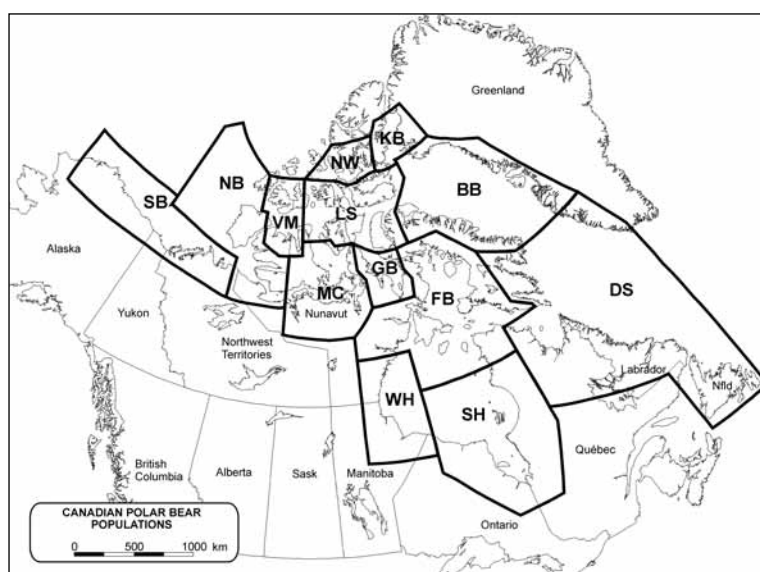 Greenland
KB
NW
NB
BB
SB
VM
LS
Alaska
GB
MC
FB
DS
Nunavut
Yukon
Northwest
Territories
Labrador
Nfld
WH
SH
British
Columbia
Alberta
Sask
Manitoba
Québec
Ontario
CANADIAN POLAR BEAR
POPULATIONS
0 500 1000 km